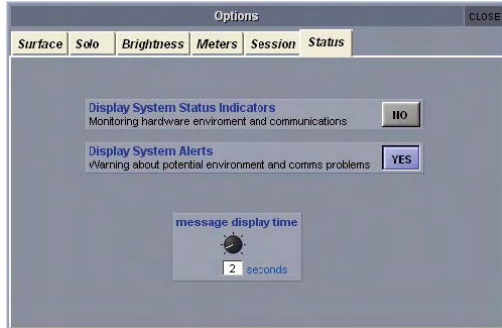 Options
CLOSE
Surface Solo Brightness Meters Session Status
Display System Status Indicators
Monitoring hardware enviroment and communications
NO
Display System Alerts
Warning about potential environment and comms problems
YES
message display time
2 seconds